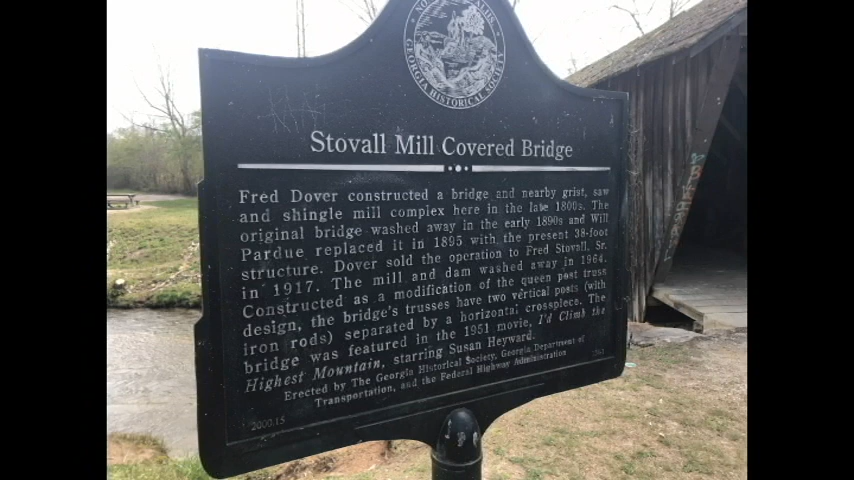 GEORGIA HISTORICAL SOCIETY
Stovall Mill Covered Bridge
Fred Dover constructed a bridge and nearby grist, saw
and shingle mill complex here in the late 1800s. The
original bridge washed away in the early 1890s and Will
Pardue replaced it in 1895 with the present 38-foot
structure. Dover sold the operation to Fred Stovall, Sr.
in 1917. The mill and dam washed away in 1964.
Constructed as a modification of the queen post truss
design, the bridge's trusses have two vertical posts (with
iron rods) separated by a horizontal crosspiece. The
bridge was featured in the 1951 movie, I'd Climb the
Highest Mountain, starring Susan Heyward.
Erected by The Georgia Historical Society, Georgia Department of
Transportation, and the Federal Highway Administration
2000.15